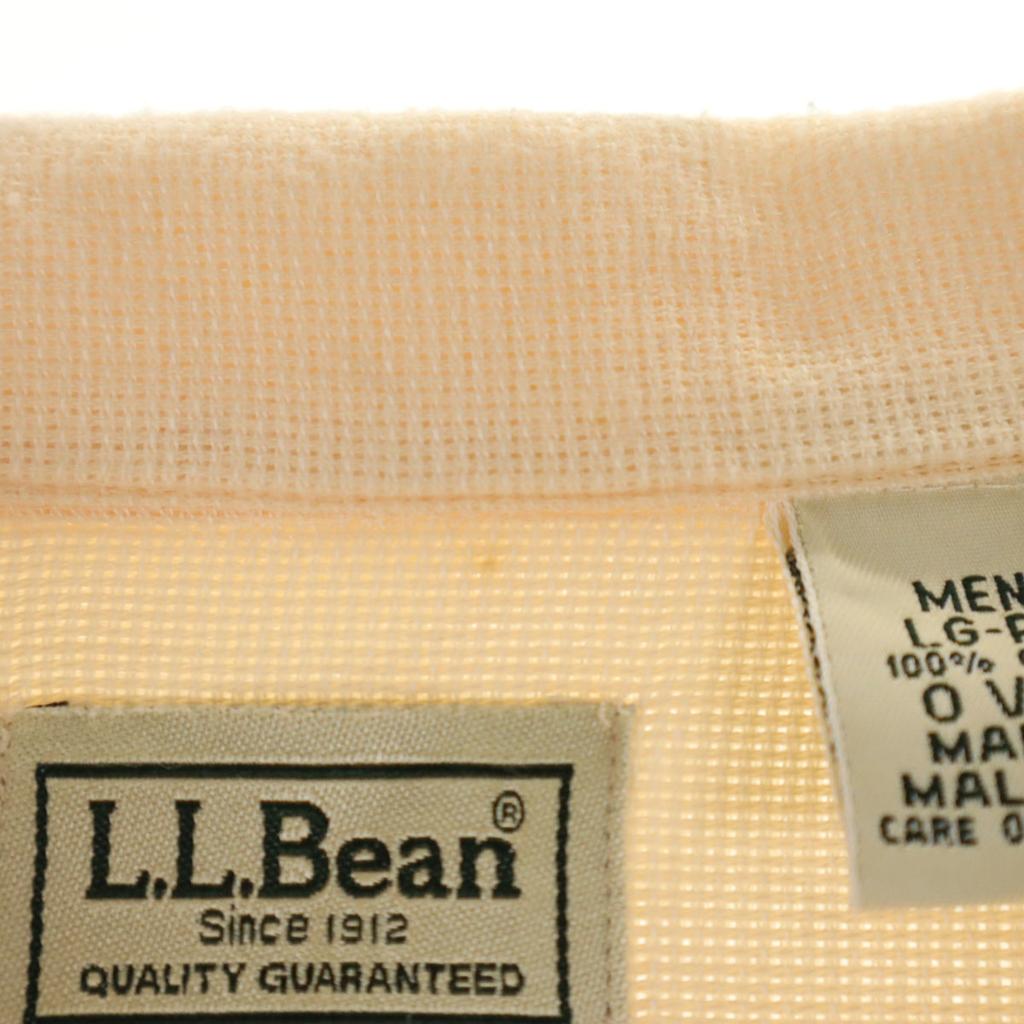 L.L.Bean®
Since 1912
QUALITY GUARANTEED
MEN
LG-
100%
O V
MA
MAL
CARE O